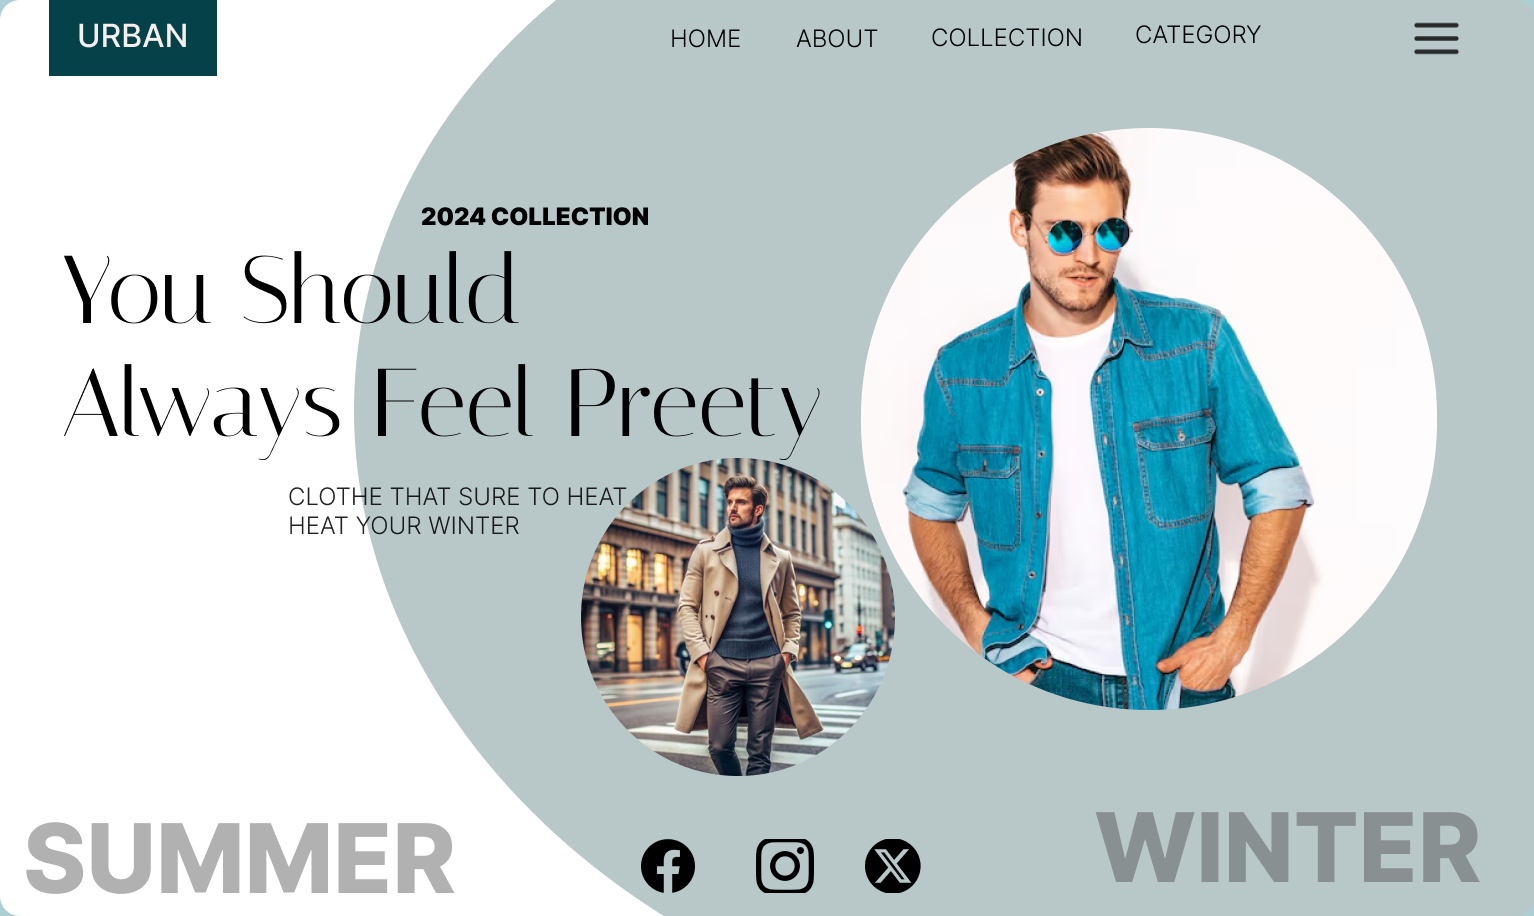 URBAN
HOME
ABOUT
COLLECTION
CATEGORY
2024 COLLECTION
You Should
Always Feel Preety
CLOTHE THAT SURE TO HEAT
HEAT YOUR WINTER
SUMMER
WINTER